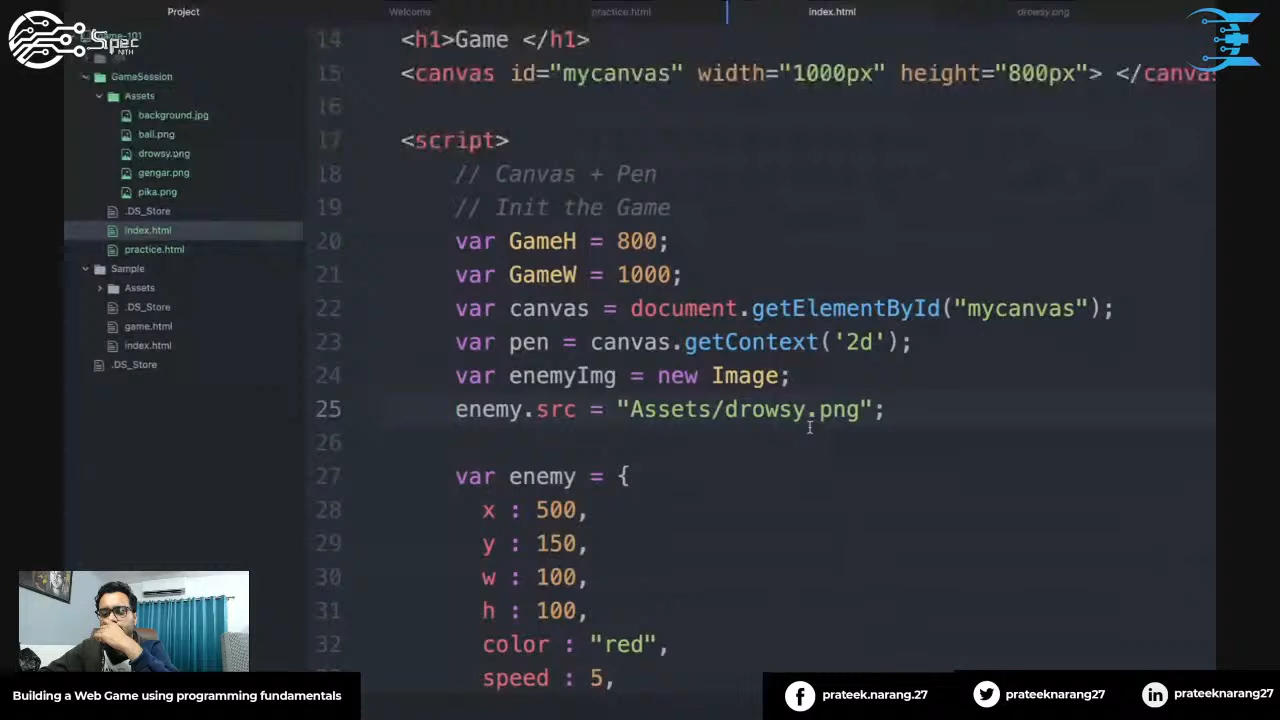 Project
Welcome
practice.html
index.html
drowsy.png
Spec
NITH
game-101
GameSession
Assets
background.jpg
ball.png
drowsy.png
gengar.png
pika.png
.DS_Store
index.html
practice.html
Sample
Assets
.DS_Store
game.html
index.html
.DS_Store
14 <h1>Game </h1>
15 <canvas id="mycanvas" width="1000px" height="800px"> </canva
16
17 <script>
18 // Canvas + Pen
19 // Init the Game
20 var GameH = 800;
21 var GameW = 1000;
22 var canvas = document.getElementById("mycanvas");
23 var pen = canvas.getContext('2d');
24 var enemyImg = new Image;
25 enemy.src = "Assets/drowsy.png";
26
27 var enemy = {
28 x : 500,
29 y : 150,
30 w : 100,
31 h : 100,
32 color : "red",
33 speed : 5,
Building a Web Game using programming fundamentals
prateek.narang.27
prateeknarang27
prateeknarang27